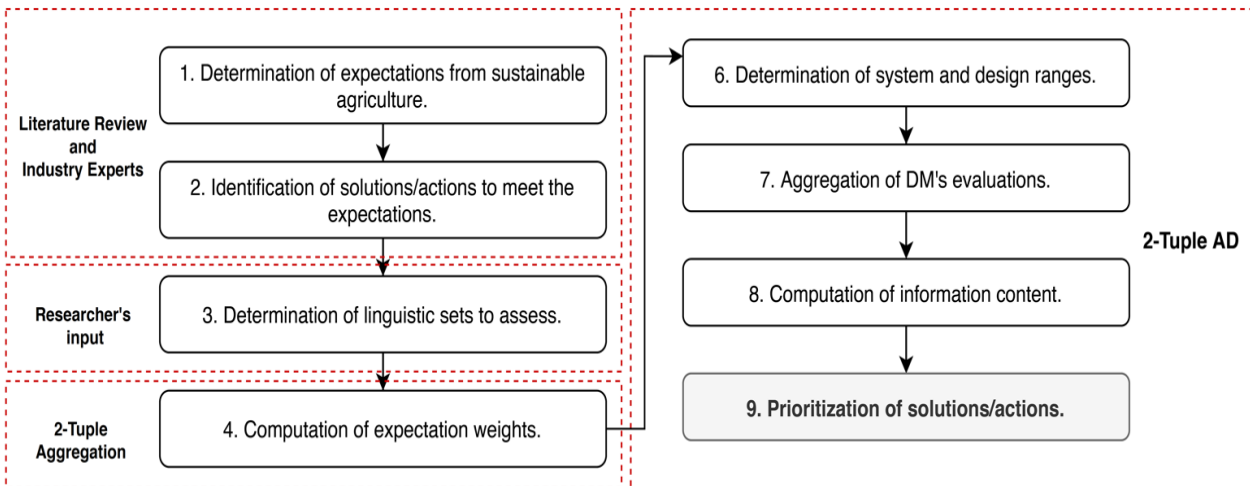 Literature Review
and
Industry Experts
1. Determination of expectations from sustainable
agriculture.
2. Identification of solutions/actions to meet the
expectations.
Researcher's
input
3. Determination of linguistic sets to assess.
2-Tuple
Aggregation
4. Computation of expectation weights.
6. Determination of system and design ranges.
7. Aggregation of DM's evaluations.
8. Computation of information content.
9. Prioritization of solutions/actions.
2-Tuple AD